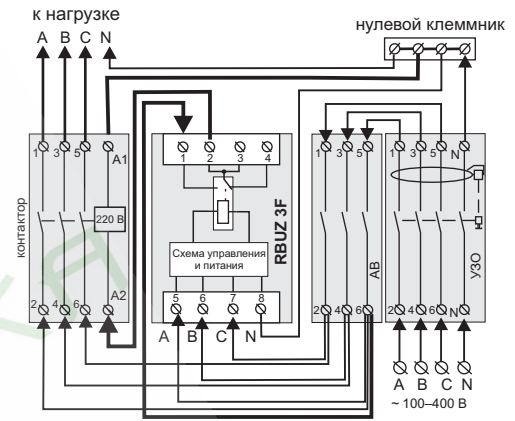 к нагрузке
A B C N
нулевой клеммник
1 3 5 A1
1 2 3 4
1 3 5
1 3 5 N
контактор
220 В
RBUZ 3F
Схема управления
и питания
АВ
УЗО
2 4 6 A2
5 6 7 8
A B C N
2 4 6
2 4 6 N
A B C N
~ 100–400 В